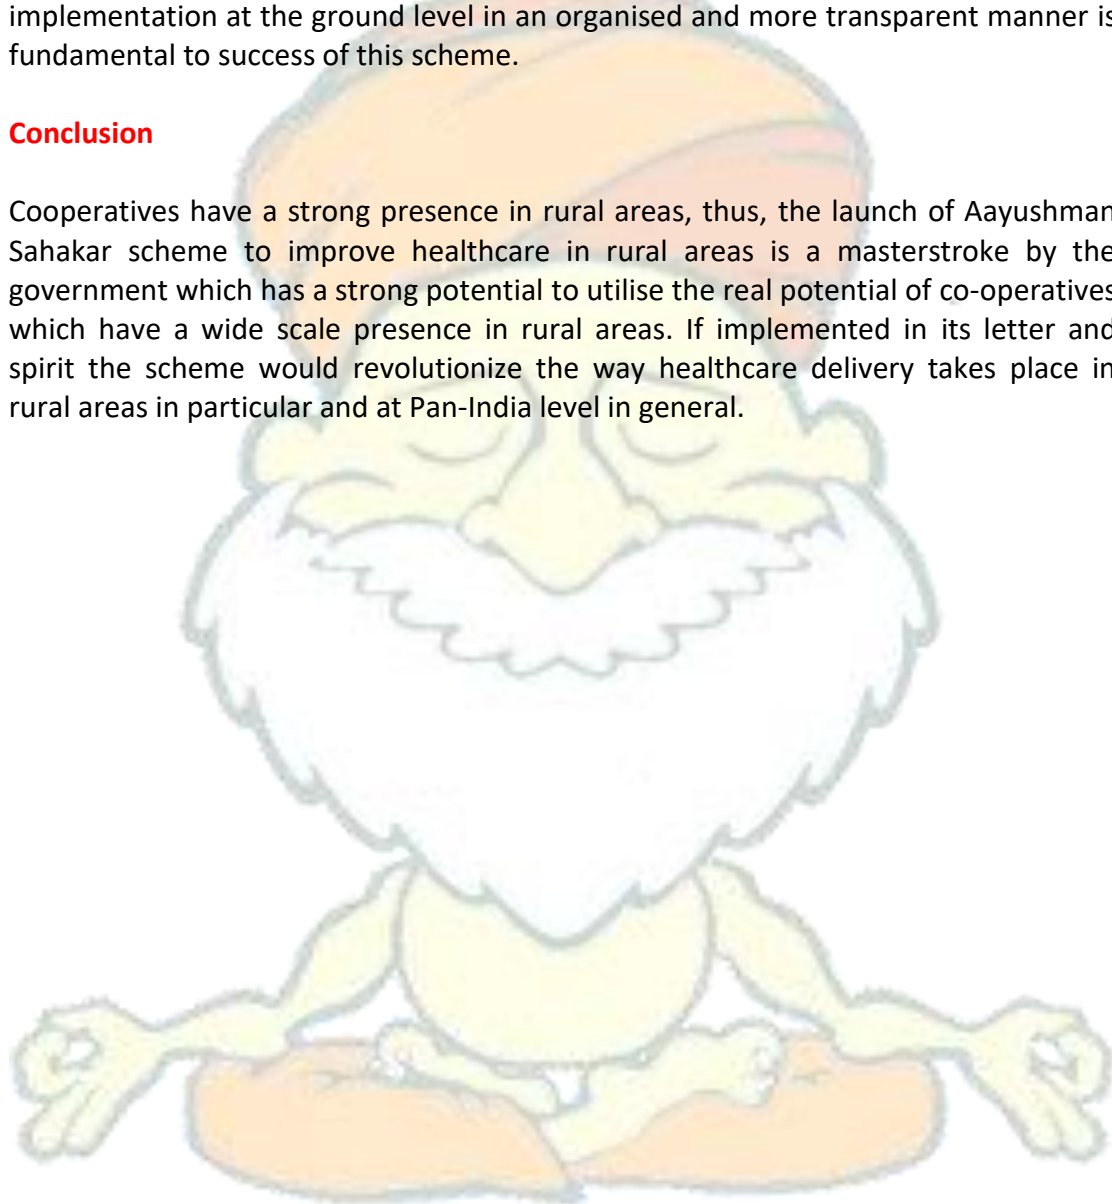 implementation at the ground level in an organised and more transparent manner is
fundamental to success of this scheme.
Conclusion
Cooperatives have a strong presence in rural areas, thus, the launch of Aayushman
Sahakar scheme to improve healthcare in rural areas is a masterstroke by the
government which has a strong potential to utilise the real potential of co-operatives
which have a wide scale presence in rural areas. If implemented in its letter and
spirit the scheme would revolutionize the way healthcare delivery takes place in
rural areas in particular and at Pan-India level in general.